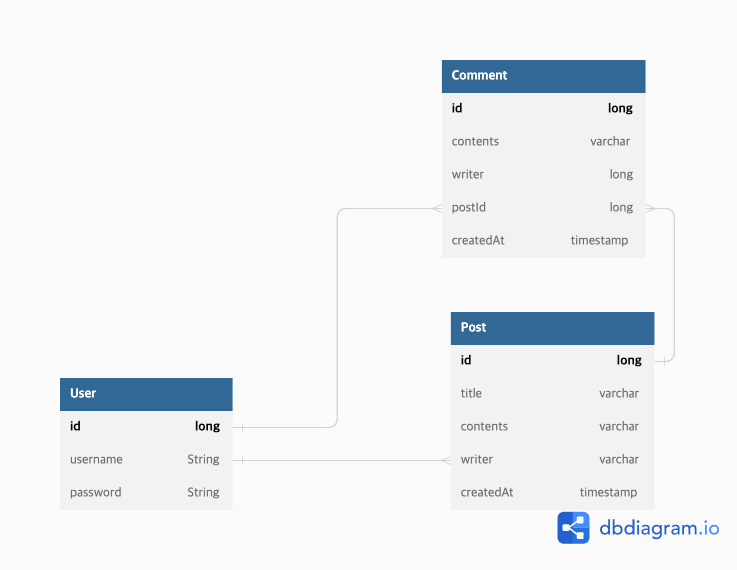 Comment
id long
contents varchar
writer long
postId long
createdAt timestamp
Post
id long
title varchar
contents varchar
writer varchar
createdAt timestamp
User
id long
username String
password String
dbdiagram.io